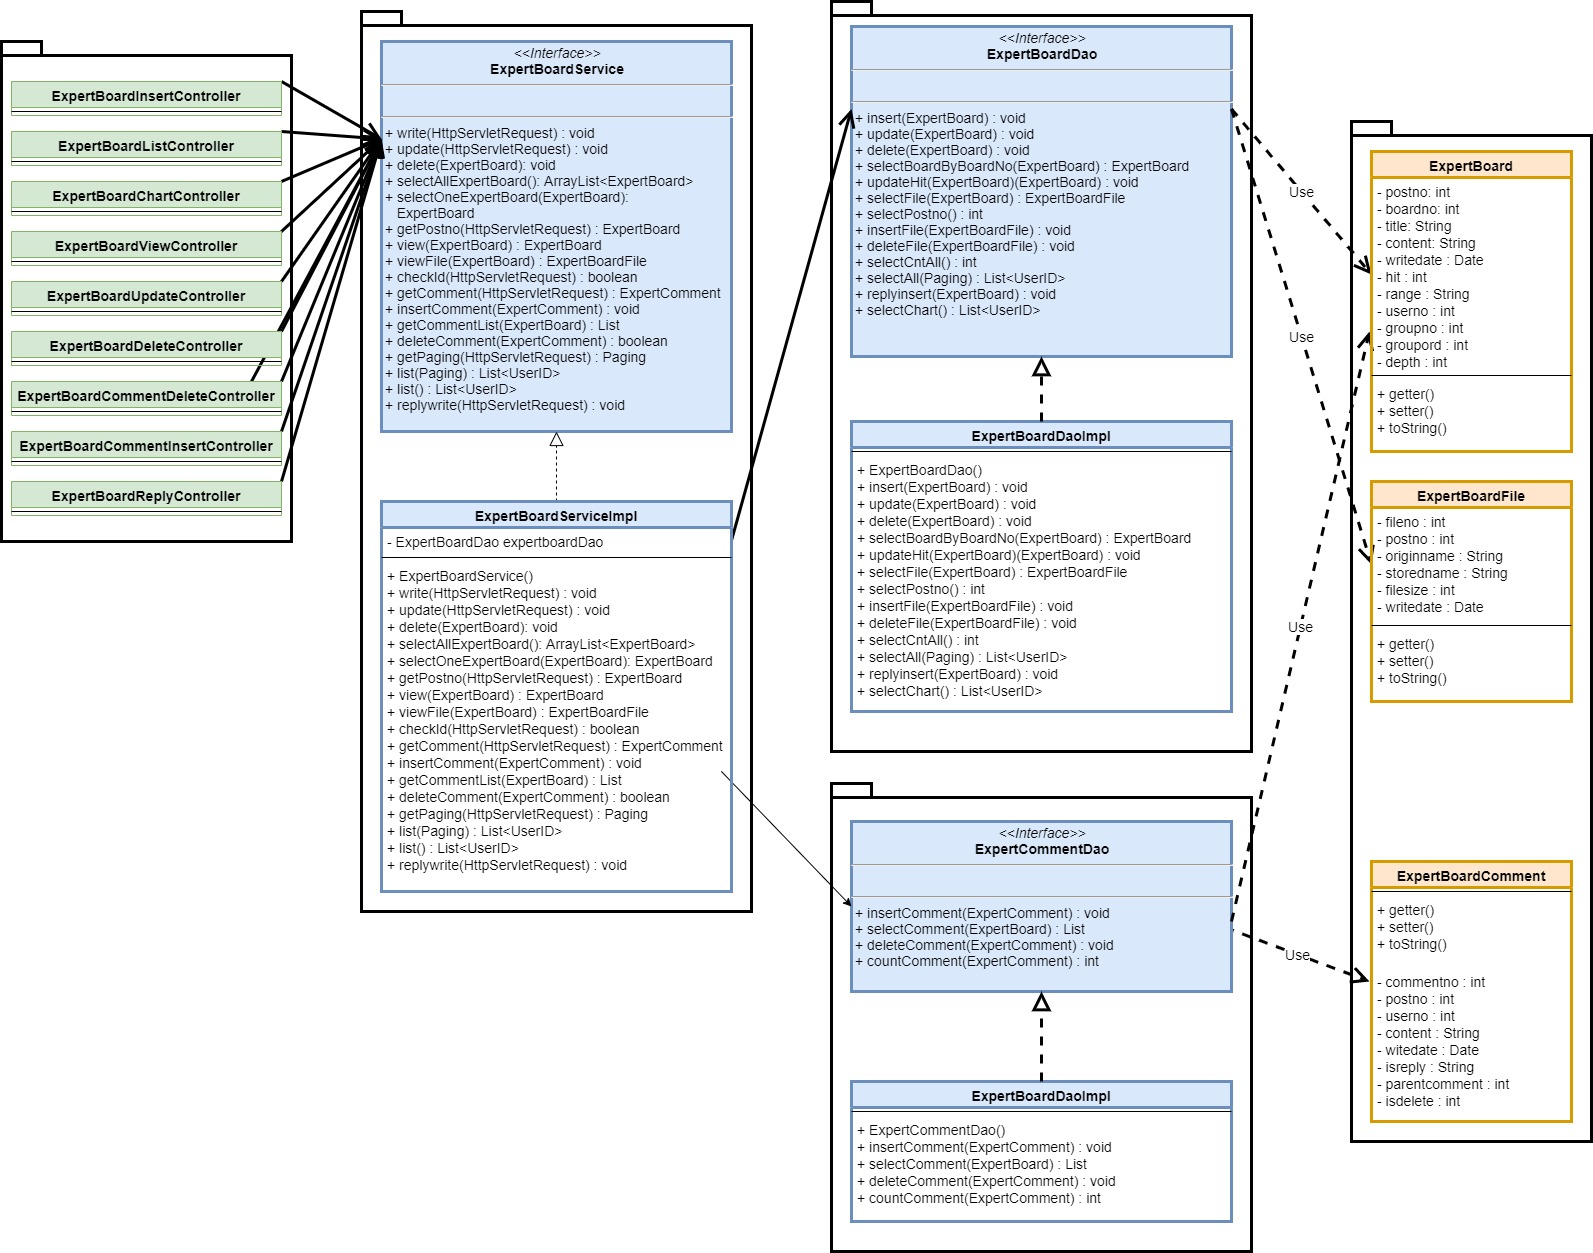 ExpertBoardInsertController
ExpertBoardListController
ExpertBoardChartController
ExpertBoardViewController
ExpertBoardUpdateController
ExpertBoardDeleteController
ExpertBoardCommentDeleteController
ExpertBoardCommentInsertController
ExpertBoardReplyController
<<Interface>>
ExpertBoardService
+ write(HttpServletRequest) : void
+ update(HttpServletRequest) : void
+ delete(ExpertBoard): void
+ selectAllExpertBoard(): ArrayList<ExpertBoard>
+ selectOneExpertBoard(ExpertBoard):
ExpertBoard
+ getPostno(HttpServletRequest) : ExpertBoard
+ view(ExpertBoard) : ExpertBoard
+ viewFile(ExpertBoard) : ExpertBoardFile
+ checkId(HttpServletRequest) : boolean
+ getComment(HttpServletRequest) : ExpertComment
+ insertComment(ExpertComment) : void
+ getCommentList(ExpertBoard) : List
+ deleteComment(ExpertComment) : boolean
+ getPaging(HttpServletRequest) : Paging
+ list(Paging) : List<UserID>
+ list() : List<UserID>
+ replywrite(HttpServletRequest) : void
ExpertBoardServiceImpl
- ExpertBoardDao expertboardDao
+ ExpertBoardService()
+ write(HttpServletRequest) : void
+ update(HttpServletRequest) : void
+ delete(ExpertBoard): void
+ selectAllExpertBoard(): ArrayList<ExpertBoard>
+ selectOneExpertBoard(ExpertBoard): ExpertBoard
+ getPostno(HttpServletRequest) : ExpertBoard
+ view(ExpertBoard) : ExpertBoard
+ viewFile(ExpertBoard) : ExpertBoardFile
+ checkId(HttpServletRequest) : boolean
+ getComment(HttpServletRequest) : ExpertComment
+ insertComment(ExpertComment) : void
+ getCommentList(ExpertBoard) : List
+ deleteComment(ExpertComment) : boolean
+ getPaging(HttpServletRequest) : Paging
+ list(Paging) : List<UserID>
+ list() : List<UserID>
+ replywrite(HttpServletRequest) : void
<<Interface>>
ExpertBoardDao
+ insert(ExpertBoard) : void
+ update(ExpertBoard) : void
+ delete(ExpertBoard) : void
+ selectBoardByBoardNo(ExpertBoard) : ExpertBoard
+ updateHit(ExpertBoard)(ExpertBoard) : void
+ selectFile(ExpertBoard) : ExpertBoardFile
+ selectPostno() : int
+ insertFile(ExpertBoardFile) : void
+ deleteFile(ExpertBoardFile) : void
+ selectCntAll() : int
+ selectAll(Paging) : List<UserID>
+ replyinsert(ExpertBoard) : void
+ selectChart() : List<UserID>
ExpertBoardDaoImpl
+ ExpertBoardDao()
+ insert(ExpertBoard) : void
+ update(ExpertBoard) : void
+ delete(ExpertBoard) : void
+ selectBoardByBoardNo(ExpertBoard) : ExpertBoard
+ updateHit(ExpertBoard)(ExpertBoard) : void
+ selectFile(ExpertBoard) : ExpertBoardFile
+ selectPostno() : int
+ insertFile(ExpertBoardFile) : void
+ deleteFile(ExpertBoardFile) : void
+ selectCntAll() : int
+ selectAll(Paging) : List<UserID>
+ replyinsert(ExpertBoard) : void
+ selectChart() : List<UserID>
<<Interface>>
ExpertCommentDao
+ insertComment(ExpertComment) : void
+ selectComment(ExpertBoard) : List
+ deleteComment(ExpertComment) : void
+ countComment(ExpertComment) : int
ExpertBoardDaoImpl
+ ExpertCommentDao()
+ insertComment(ExpertComment) : void
+ selectComment(ExpertBoard) : List
+ deleteComment(ExpertComment) : void
+ countComment(ExpertComment) : int
Use
Use
Use
Use
ExpertBoard
- postno: int
- boardno: int
- title: String
- content: String
- writedate : Date
- hit : int
- range : String
- userno : int
- groupno : int
- groupord : int
- depth : int
+ getter()
+ setter()
+ toString()
ExpertBoardFile
- fileno : int
- postno : int
- originname : String
- storedname : String
- filesize : int
- writedate : Date
+ getter()
+ setter()
+ toString()
ExpertBoardComment
+ getter()
+ setter()
+ toString()
- commentno : int
- postno : int
- userno : int
- content : String
- witedate : Date
- isreply : String
- parentcomment : int
- isdelete : int